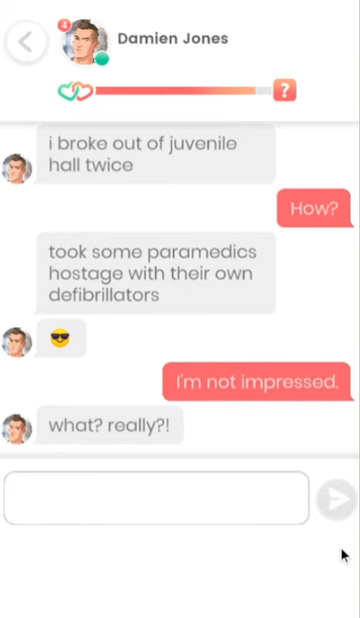 4
Damien Jones
?
i broke out of juvenile
hall twice
How?
took some paramedics
hostage with their own
defibrillators
😎
I'm not impressed.
what? really?!